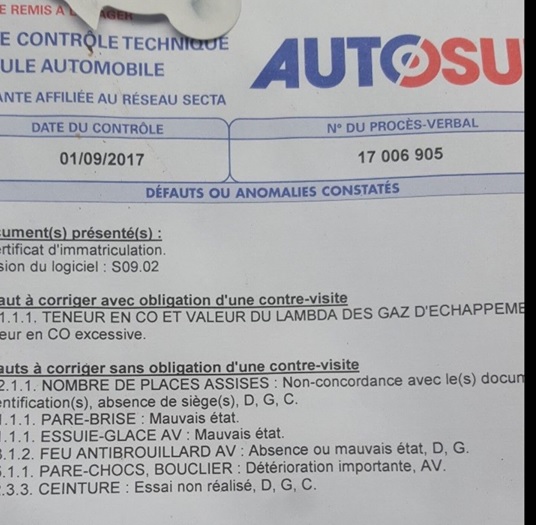 E REMIS À L'USAGER
E CONTRÔLE TECHNIQUE
ULE AUTOMOBILE
ANTE AFFILIÉE AU RÉSEAU SECTA
AUTOSU
DATE DU CONTRÔLE
N° DU PROCÈS-VERBAL
01/09/2017
17 006 905
DÉFAUTS OU ANOMALIES CONSTATÉS
ument(s) présenté(s) :
ertificat d'immatriculation.
sion du logiciel : S09.02
aut à corriger avec obligation d'une contre-visite
1.1.1. TENEUR EN CO ET VALEUR DU LAMBDA DES GAZ D'ECHAPPEME
eur en CO excessive.
auts à corriger sans obligation d'une contre-visite
2.1.1. NOMBRE DE PLACES ASSISES : Non-concordance avec le(s) docum
entification(s), absence de siège(s), D, G, C.
.1.1. PARE-BRISE : Mauvais état.
.1.1. ESSUIE-GLACE AV : Mauvais état.
3.1.2. FEU ANTIBROUILLARD AV : Absence ou mauvais état, D, G.
.1.1. PARE-CHOCS, BOUCLIER : Détérioration importante, AV.
2.3.3. CEINTURE : Essai non réalisé, D, G, C.